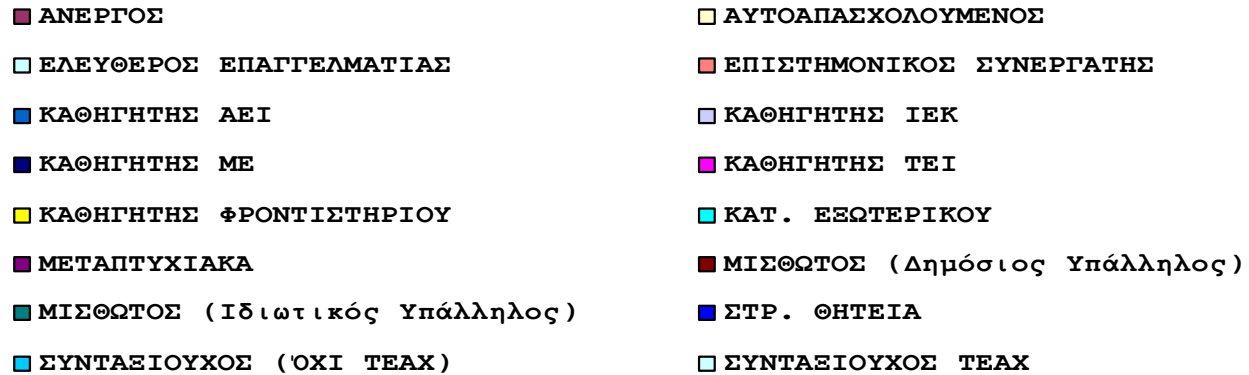 ΑΝΕΡΓΟΣ ΑΥΤΟΑΠΑΣΧΟΛΟΥΜΕΝΟΣ
ΕΛΕΥΘΕΡΟΣ ΕΠΑΓΓΕΛΜΑΤΙΑΣ ΕΠΙΣΤΗΜΟΝΙΚΟΣ ΣΥΝΕΡΓΑΤΗΣ
ΚΑΘΗΓΗΤΗΣ ΑΕΙ ΚΑΘΗΓΗΤΗΣ ΙΕΚ
ΚΑΘΗΓΗΤΗΣ ΜΕ ΚΑΘΗΓΗΤΗΣ ΤΕΙ
ΚΑΘΗΓΗΤΗΣ ΦΡΟΝΤΙΣΤΗΡΙΟΥ ΚΑΤ. ΕΞΩΤΕΡΙΚΟΥ
ΜΕΤΑΠΤΥΧΙΑΚΑ ΜΙΣΘΩΤΟΣ (Δημόσιος Υπάλληλος)
ΜΙΣΘΩΤΟΣ (Ιδιωτικός Υπάλληλος) ΣΤΡ. ΘΗΤΕΙΑ
ΣΥΝΤΑΞΙΟΥΧΟΣ (ΌΧΙ ΤΕΑΧ) ΣΥΝΤΑΞΙΟΥΧΟΣ ΤΕΑΧ